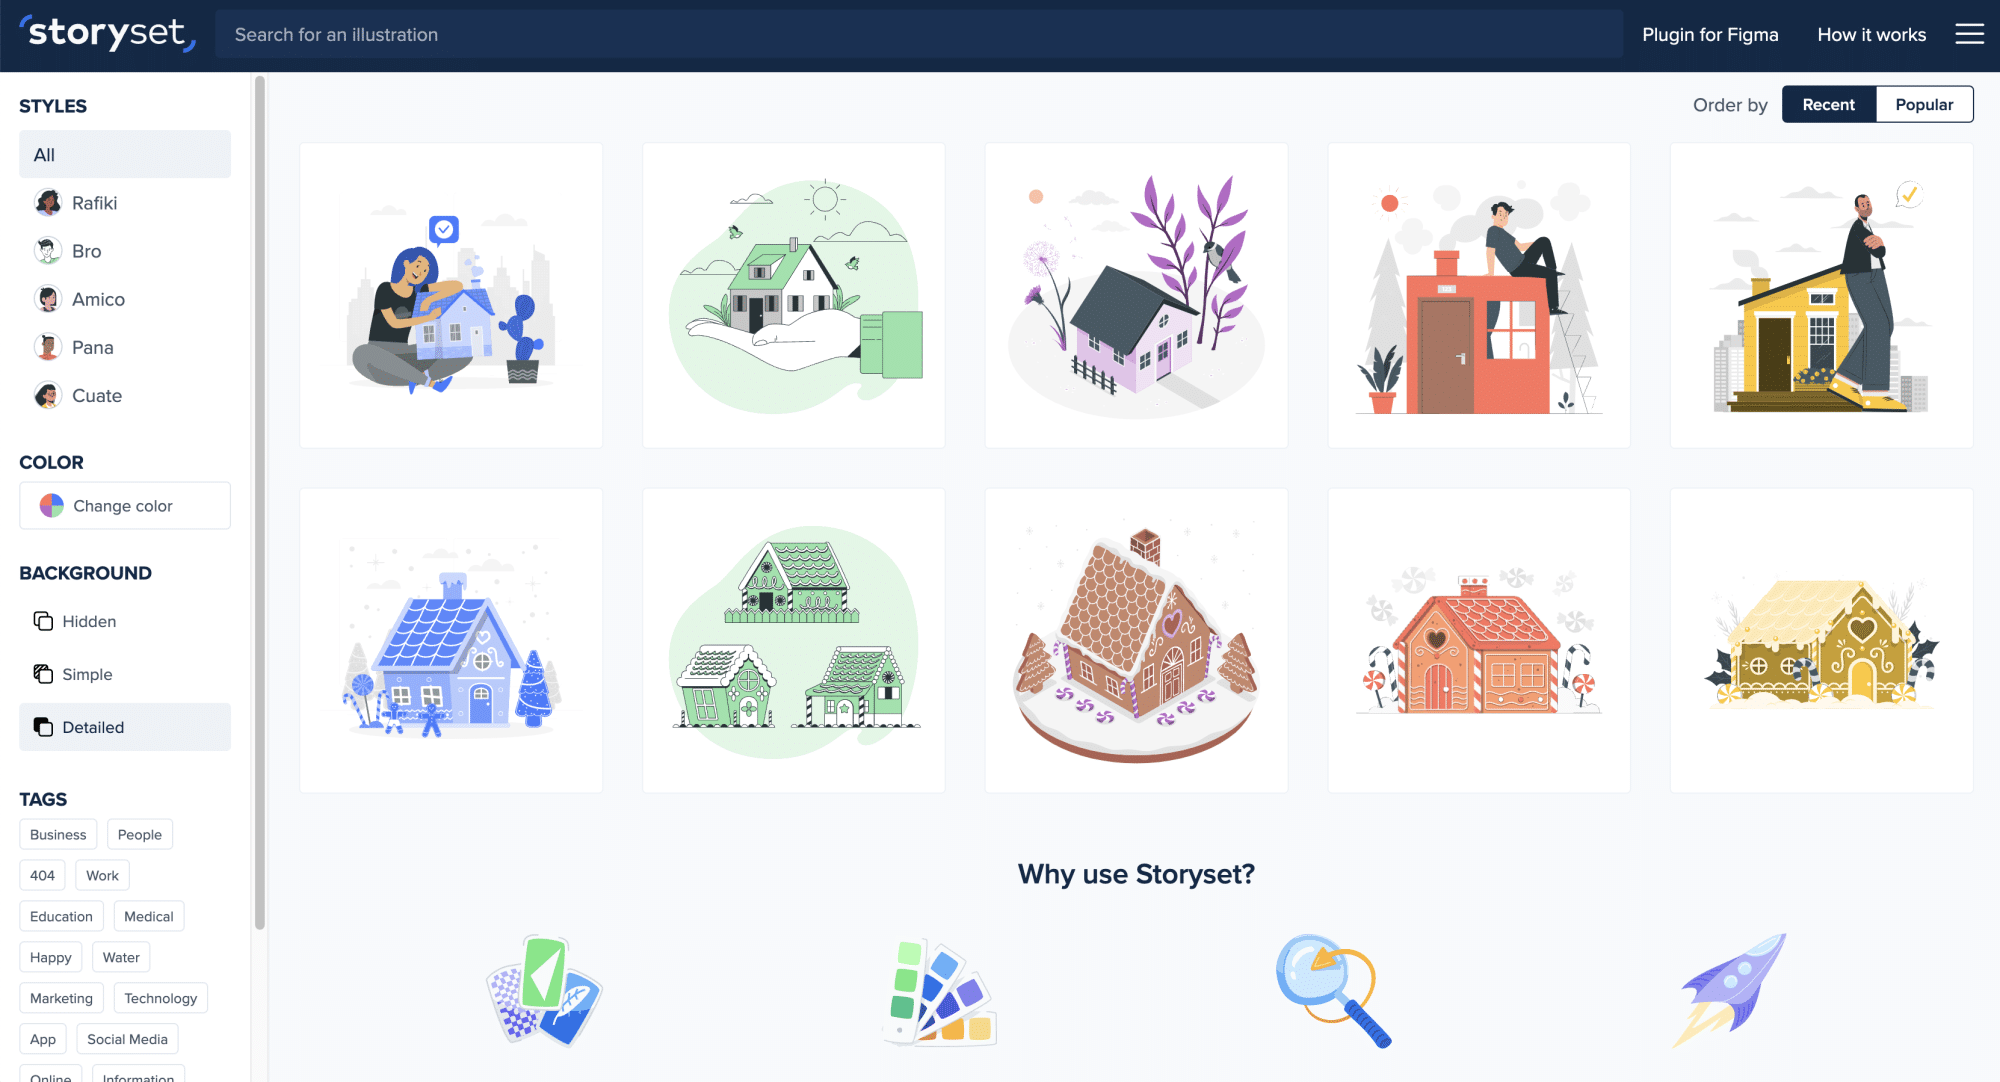 storyset
Search for an illustration
Plugin for Figma
How it works
STYLES
All
Rafiki
Bro
Amico
Pana
Cuate
COLOR
Change color
BACKGROUND
Hidden
Simple
Detailed
TAGS
Business
People
404
Work
Education
Medical
Happy
Water
Marketing
Technology
App
Social Media
Online
Information
Order by
Recent
Popular
Why use Storyset?